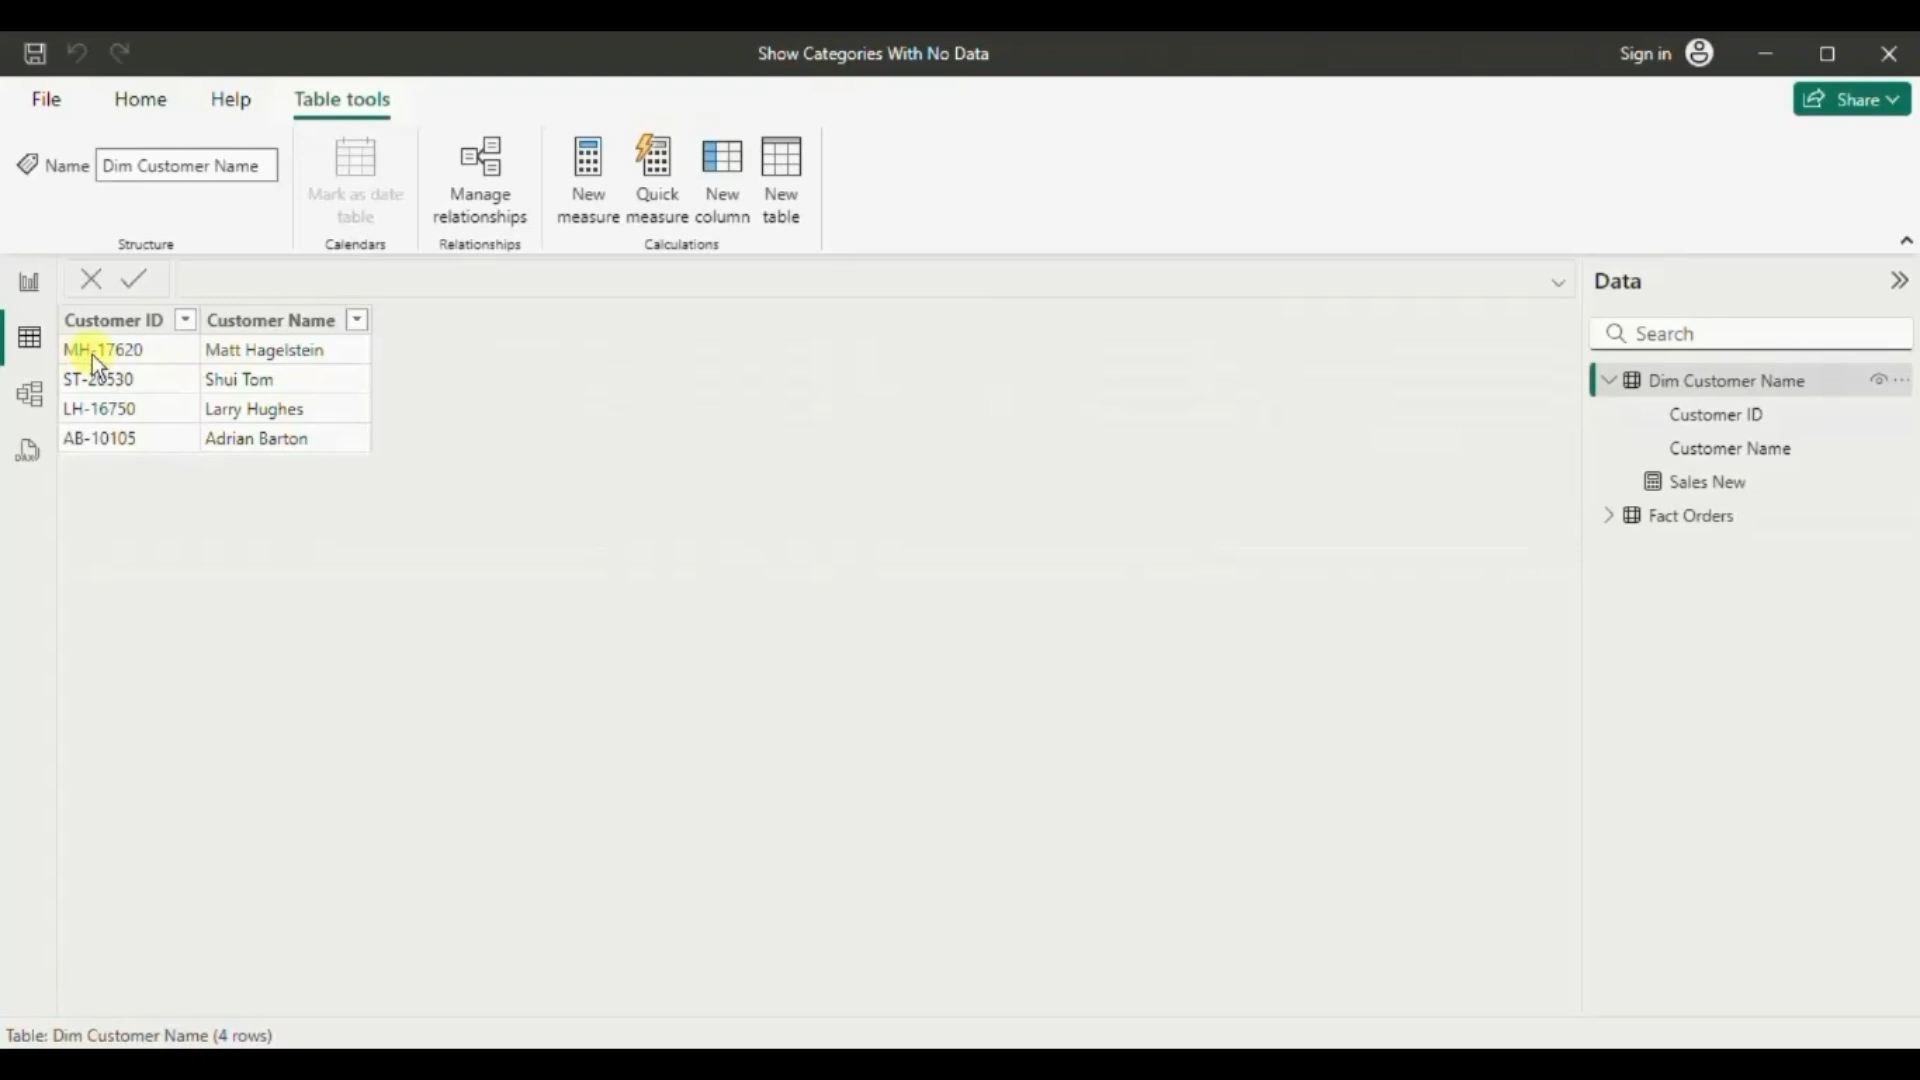 Show Categories With No Data
Sign in
File Home Help Table tools
Share
Name Dim Customer Name
Mark as date table
Manage relationships
New measure
Quick measure
New column
New table
Structure
Calendars
Relationships
Calculations
Data
Search
Customer ID Customer Name
MH-17620 Matt Hagelstein
ST-20530 Shui Tom
LH-16750 Larry Hughes
AB-10105 Adrian Barton
Dim Customer Name
Customer ID
Customer Name
Sales New
Fact Orders
DAX
Table: Dim Customer Name (4 rows)